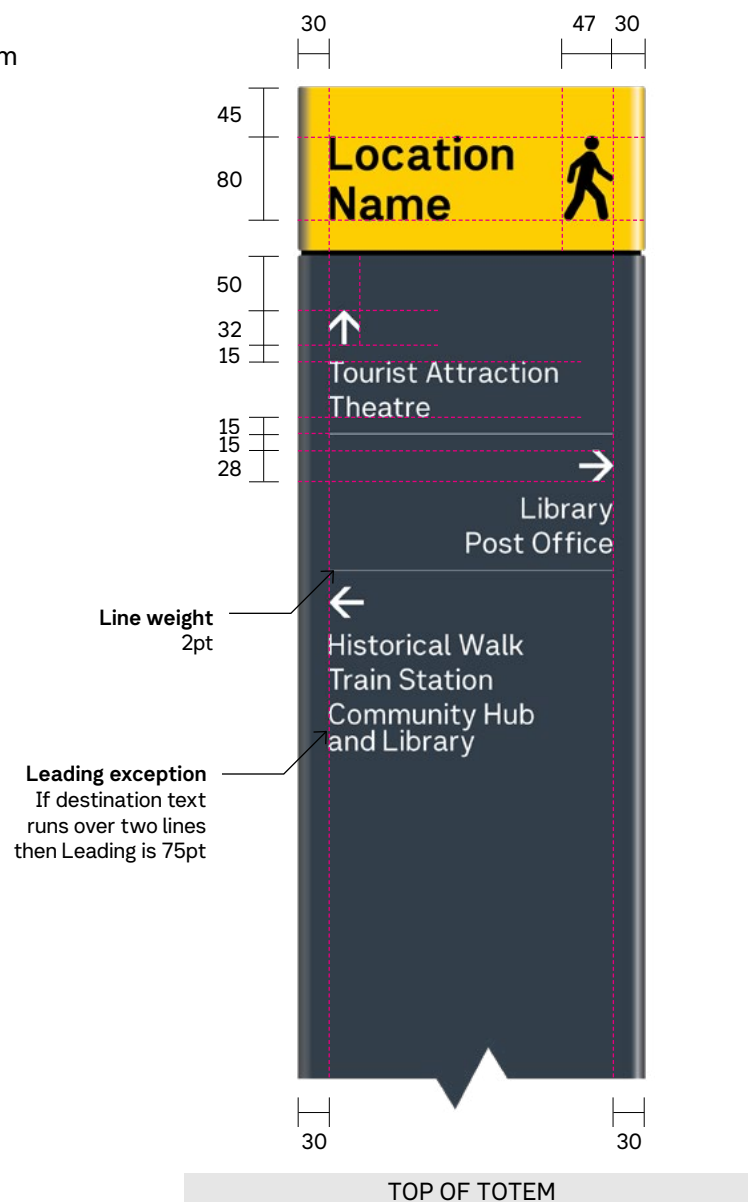 30
47 30
m
45
80
Location
Name
50
32
15
Tourist Attraction
Theatre
15
15
28
Library
Post Office
Line weight
2pt
Historical Walk
Train Station
Community Hub
and Library
Leading exception
If destination text
runs over two lines
then Leading is 75pt
30
30
TOP OF TOTEM